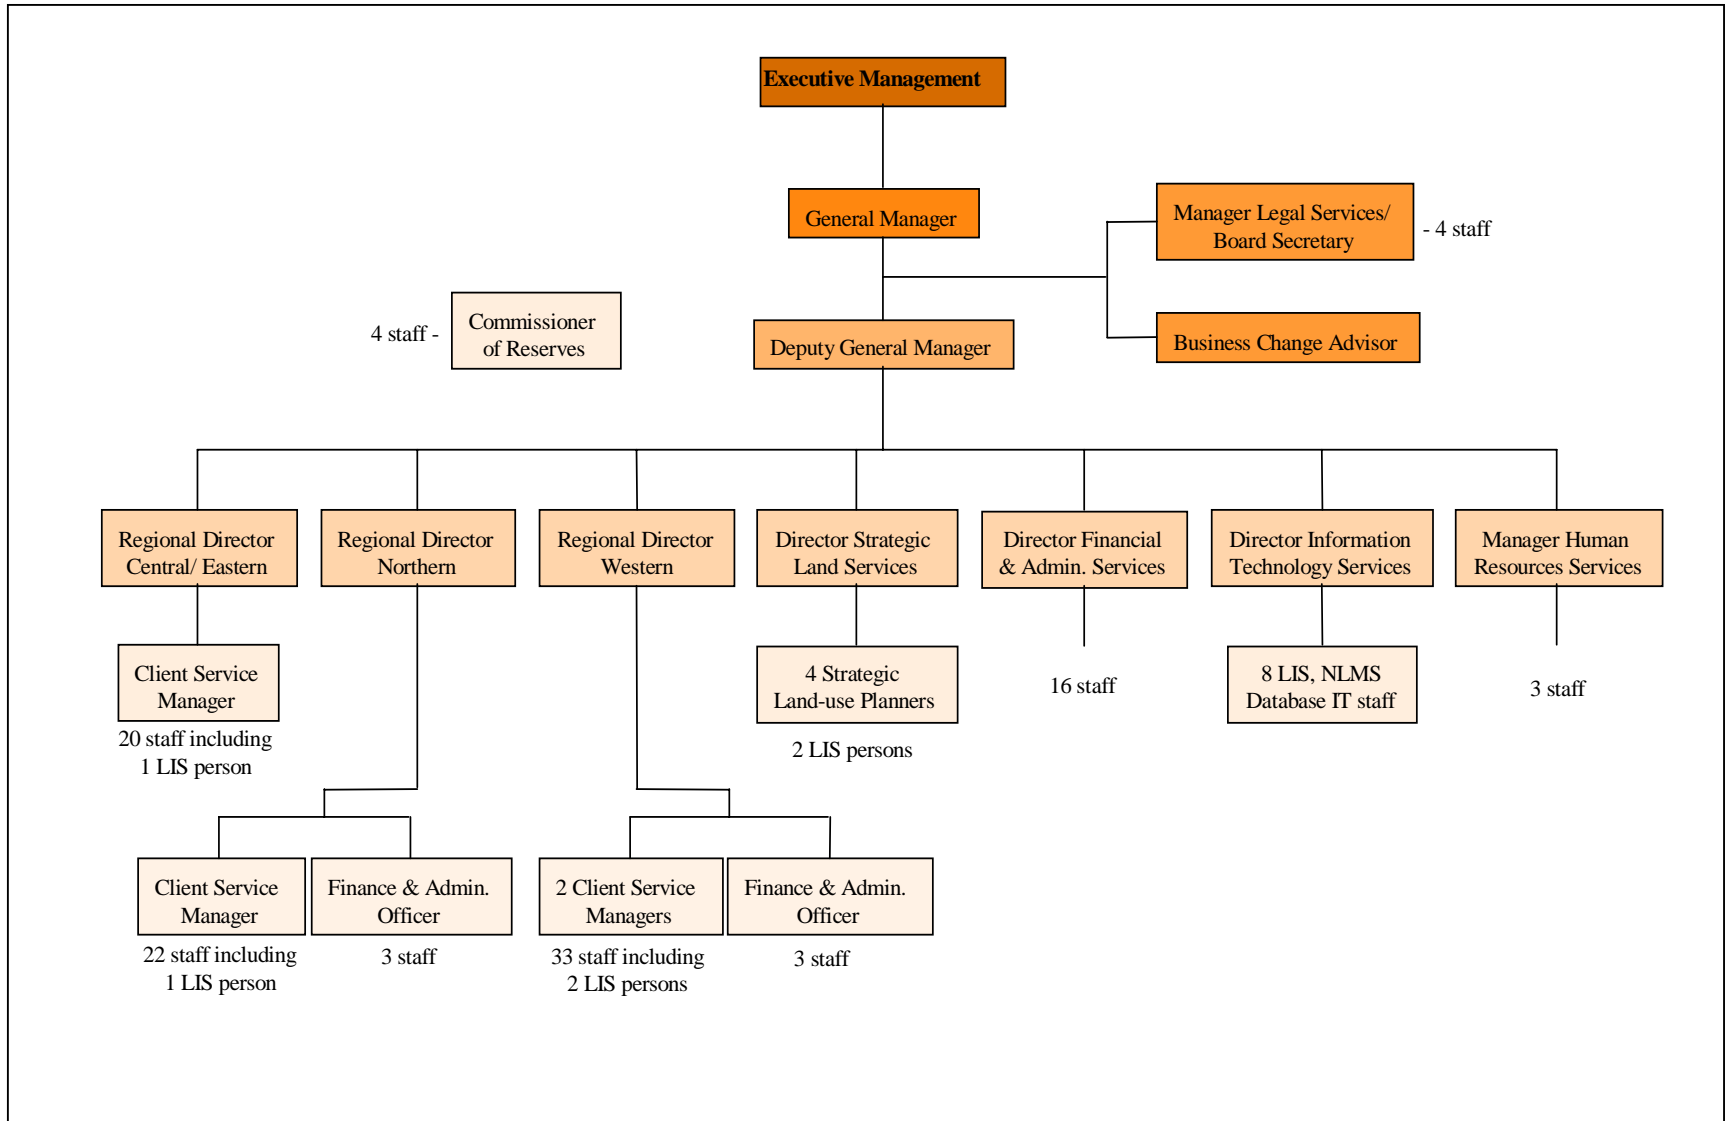 Executive Management
General Manager
Manager Legal Services/
Board Secretary
- 4 staff
4 staff -
Commissioner
of Reserves
Deputy General Manager
Business Change Advisor
Regional Director
Central/ Eastern
Regional Director
Northern
Regional Director
Western
Director Strategic
Land Services
Director Financial
& Admin. Services
Director Information
Technology Services
Manager Human
Resources Services
Client Service
Manager
20 staff including
1 LIS person
4 Strategic
Land-use Planners
2 LIS persons
16 staff
8 LIS, NLMS
Database IT staff
3 staff
Client Service
Manager
22 staff including
1 LIS person
Finance & Admin.
Officer
3 staff
2 Client Service
Managers
33 staff including
2 LIS persons
Finance & Admin.
Officer
3 staff